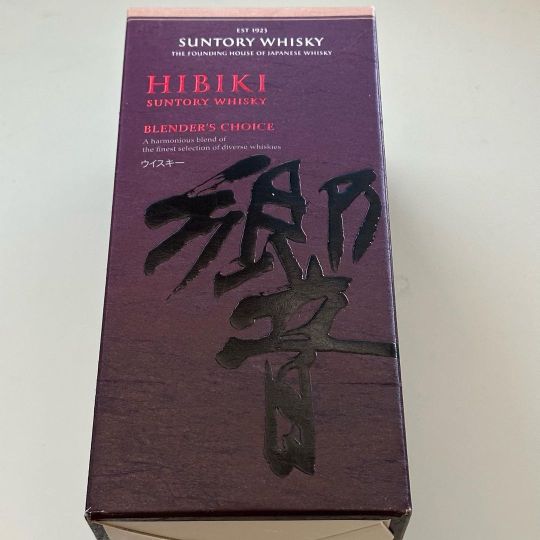 EST 1923
SUNTORY WHISKY
THE FOUNDING HOUSE OF JAPANESE WHISKY
HIBIKI
SUNTORY WHISKY
BLENDER'S CHOICE
A harmonious blend of
the finest selection of diverse whiskies
ウイスキー
響